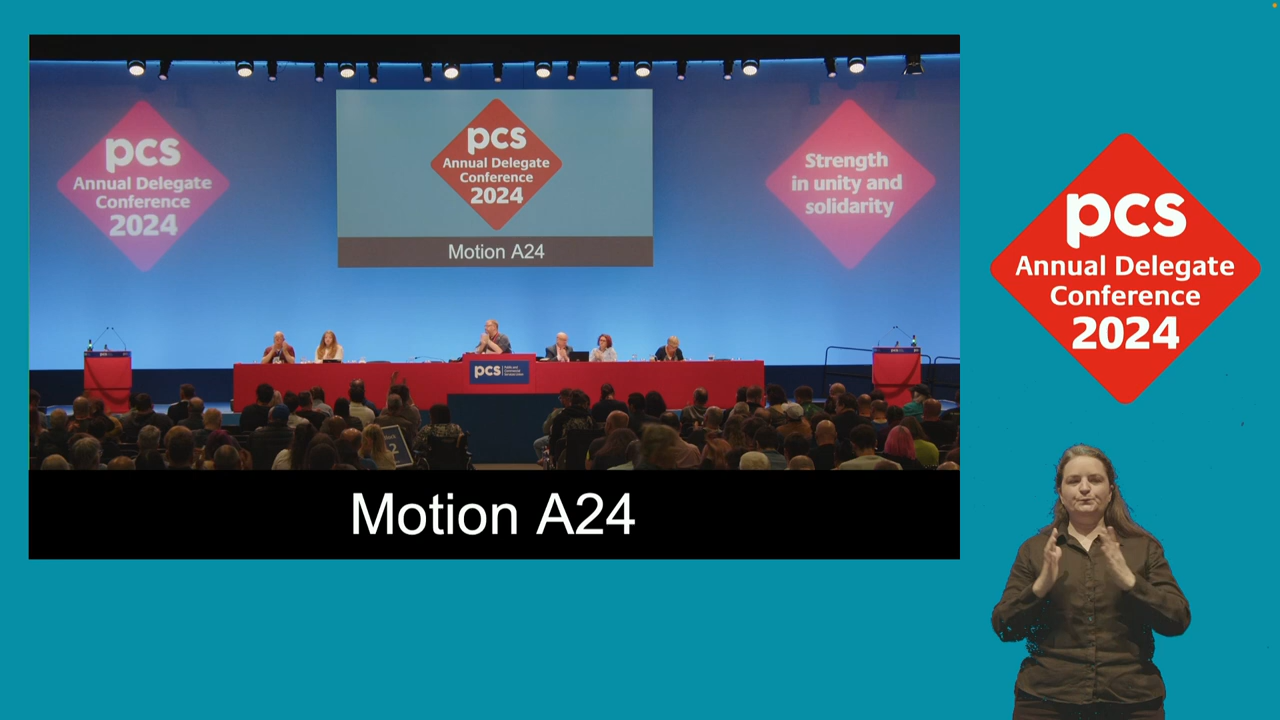 pcs
Annual Delegate
Conference
2024
pcs
Annual Delegate
Conference
2024
Motion A24
Strength
in unity and
solidarity
pcs
Motion A24
pcs
Annual Delegate
Conference
2024